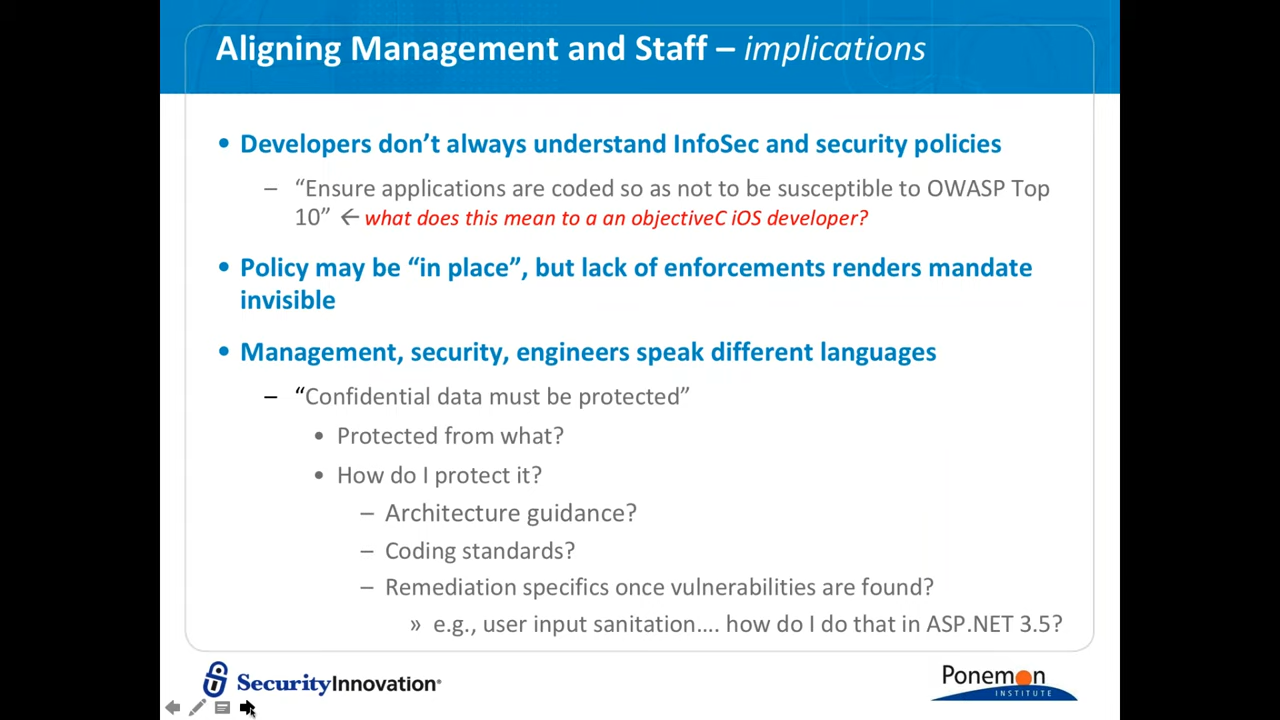 Aligning Management and Staff – implications
• Developers don’t always understand InfoSec and security policies
– “Ensure applications are coded so as not to be susceptible to OWASP Top
10” ← what does this mean to a an objectiveC iOS developer?
• Policy may be “in place”, but lack of enforcements renders mandate
invisible
• Management, security, engineers speak different languages
– “Confidential data must be protected”
• Protected from what?
• How do I protect it?
– Architecture guidance?
– Coding standards?
– Remediation specifics once vulnerabilities are found?
» e.g., user input sanitation.... how do I do that in ASP.NET 3.5?
SecurityInnovation®
Ponemon
INSTITUTE